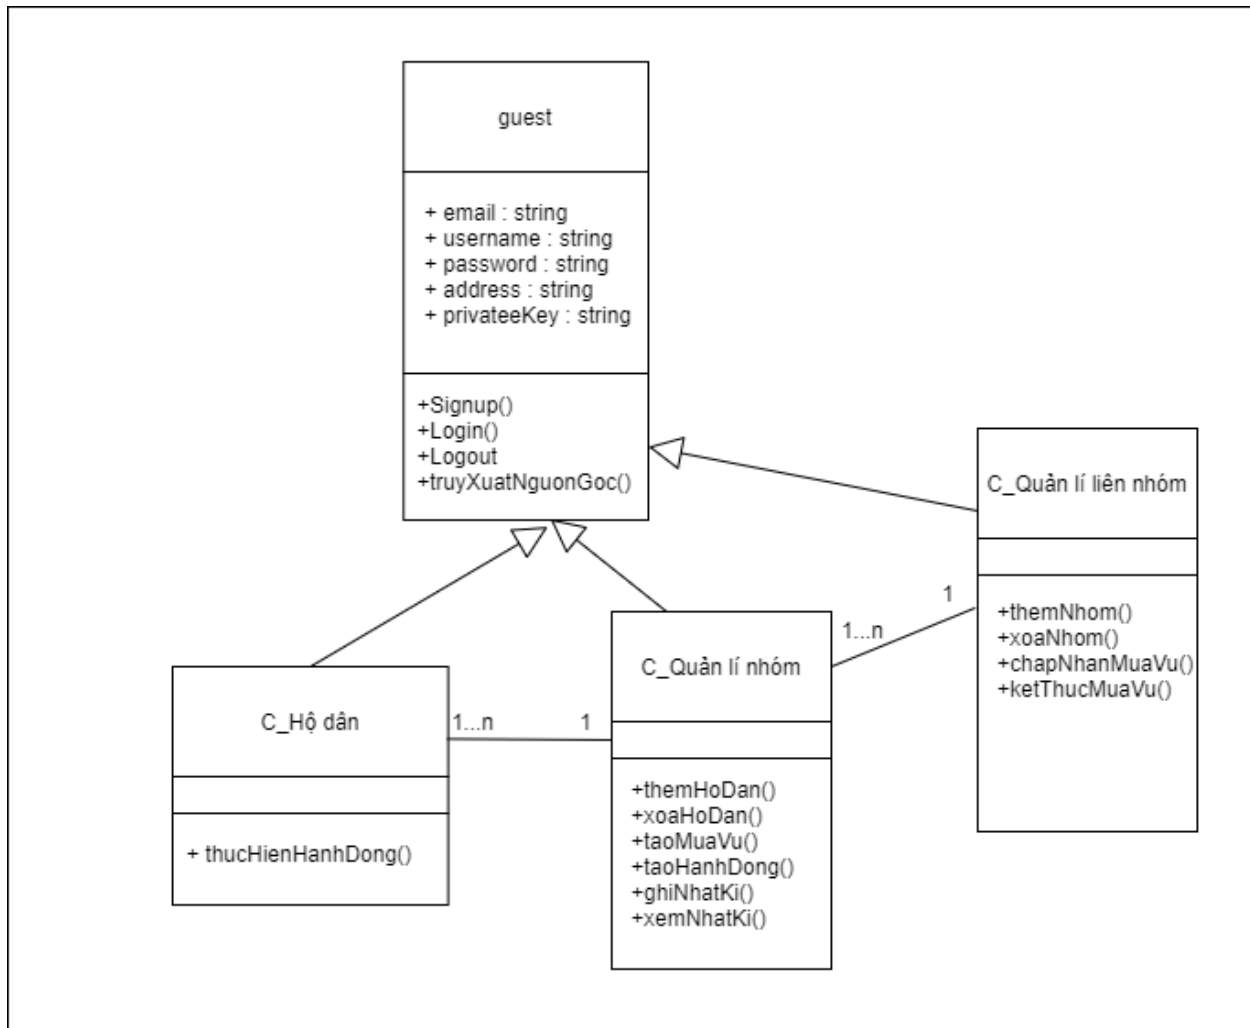 guest
+ email : string
+ username : string
+ password : string
+ address : string
+ privateeKey : string
+Signup()
+Login()
+Logout
+truyXuatNguonGoc()
C_Quản lí liên nhóm
+themNhom()
+xoaNhom()
+chapNhanMuaVu()
+ketThucMuaVu()
1
1...n
C_Quản lí nhóm
+themHoDan()
+xoaHoDan()
+taoMuaVu()
+taoHanhDong()
+ghiNhatKi()
+xemNhatKi()
1...n
1
C_Hộ dân
+ thucHienHanhDong()